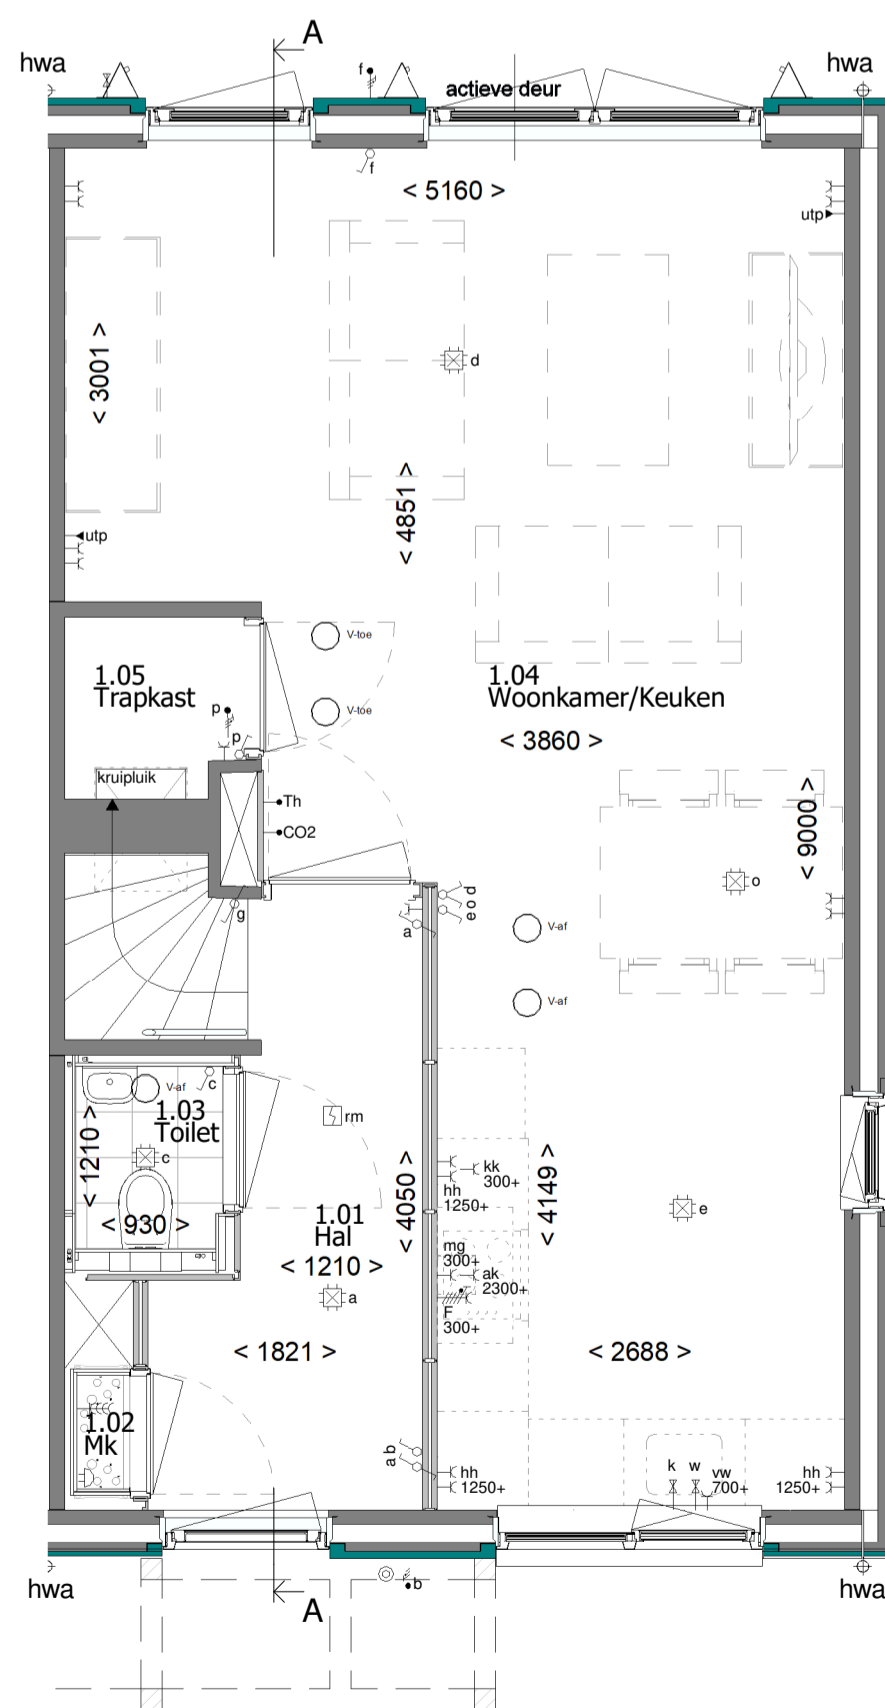 A
hwa
f
hwa
actieve deur
f
< 5160 >
utp
< 3001 >
d
< 4851 >
utp
V-toe
1.05
Trapkast
1.04
Woonkamer/Keuken
p
V-toe
p
< 3860 >
kruipluik
Th
CO2
< 9000 >
o
g
a
e o d
V-af
V-af
V-af
c
1.03
Toilet
rm
< 1210 >
c
kk
300+
hh
1250+
< 4050 >
< 4149 >
e
< 930 >
1.01
Hal
< 1210 >
mg
300+
ak
2300+
a
F
300+
< 1821 >
< 2688 >
1.02
Mk
a b
hh
1250+
k
w
vw
700+
hh
1250+
hwa
b
A
hwa